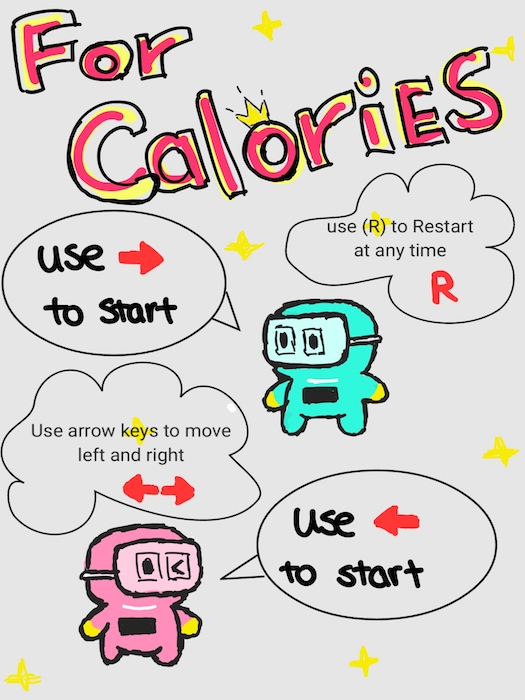 For
CaloriES
use
to start
use (R) to Restart
at any time
R
Use arrow keys to move
left and right
use
to start